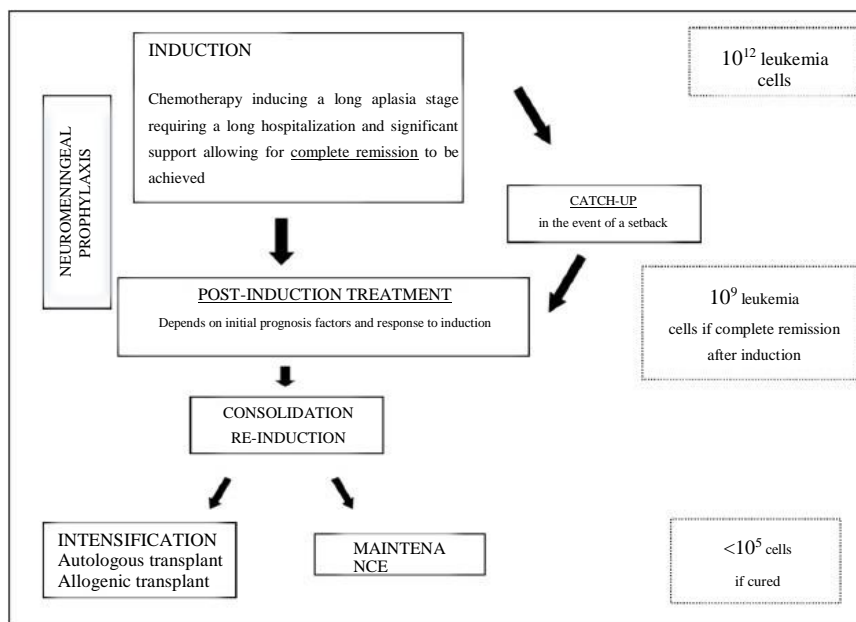 INDUCTION
Chemotherapy inducing a long aplasia stage
requiring a long hospitalization and significant
support allowing for complete remission to be
achieved
10¹² leukemia
cells
NEUROMENINGEAL
PROPHYLAXIS
CATCH-UP
in the event of a setback
POST-INDUCTION TREATMENT
Depends on initial prognosis factors and response to induction
10⁹ leukemia
cells if complete remission
after induction
CONSOLIDATION
RE-INDUCTION
INTENSIFICATION
Autologous transplant
Allogenic transplant
MAINTENA
NCE
<10⁵ cells
if cured